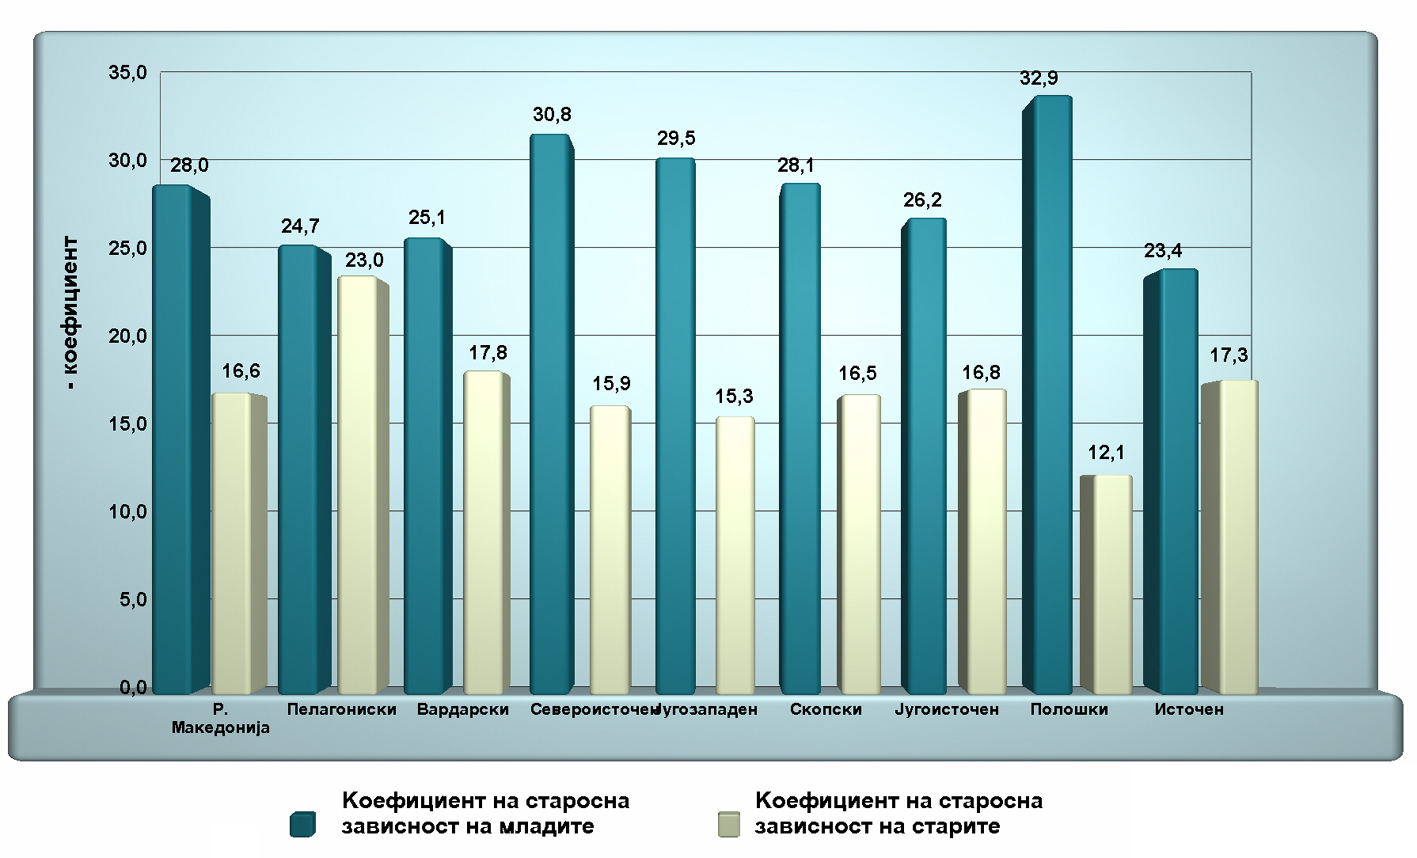 35,0
30,0
25,0
20,0
15,0
10,0
5,0
0,0
- коефициент
28,0
16,6
24,7
23,0
25,1
17,8
30,8
15,9
29,5
15,3
28,1
16,5
26,2
16,8
32,9
12,1
23,4
17,3
Р.
Македонија
Пелагониски
Вардарски
Североисточен
Југозападен
Скопски
Југоисточен
Полошки
Источен
Коефициент на старосна
зависност на младите
Коефициент на старосна
зависност на старите